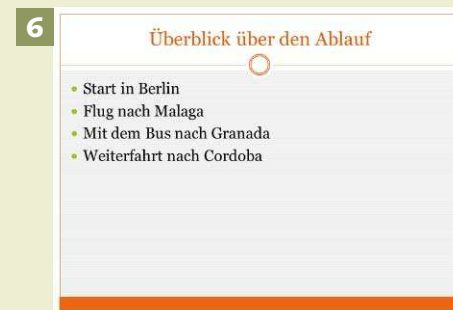 6
Überblick über den Ablauf
• Start in Berlin
• Flug nach Malaga
• Mit dem Bus nach Granada
• Weiterfahrt nach Cordoba